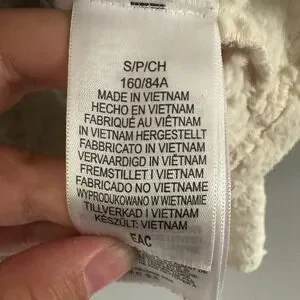 S/P/CH
160/84A
MADE IN VIETNAM
HECHO EN VIETNAM
FABRIQUÉ AU VIÊTNAM
IN VIETNAM HERGESTELLT
FABBRICATO IN VIETNAM
VERVAARDIGD IN VIËTNAM
FREMSTILLET I VIETNAM
FABRICADO NO VIETNAME
WYPRODUKOWANO W WIETNAMIE
TILLVERKAD I VIETNAM
KÉSZÜLT: VIETNAM
EAC